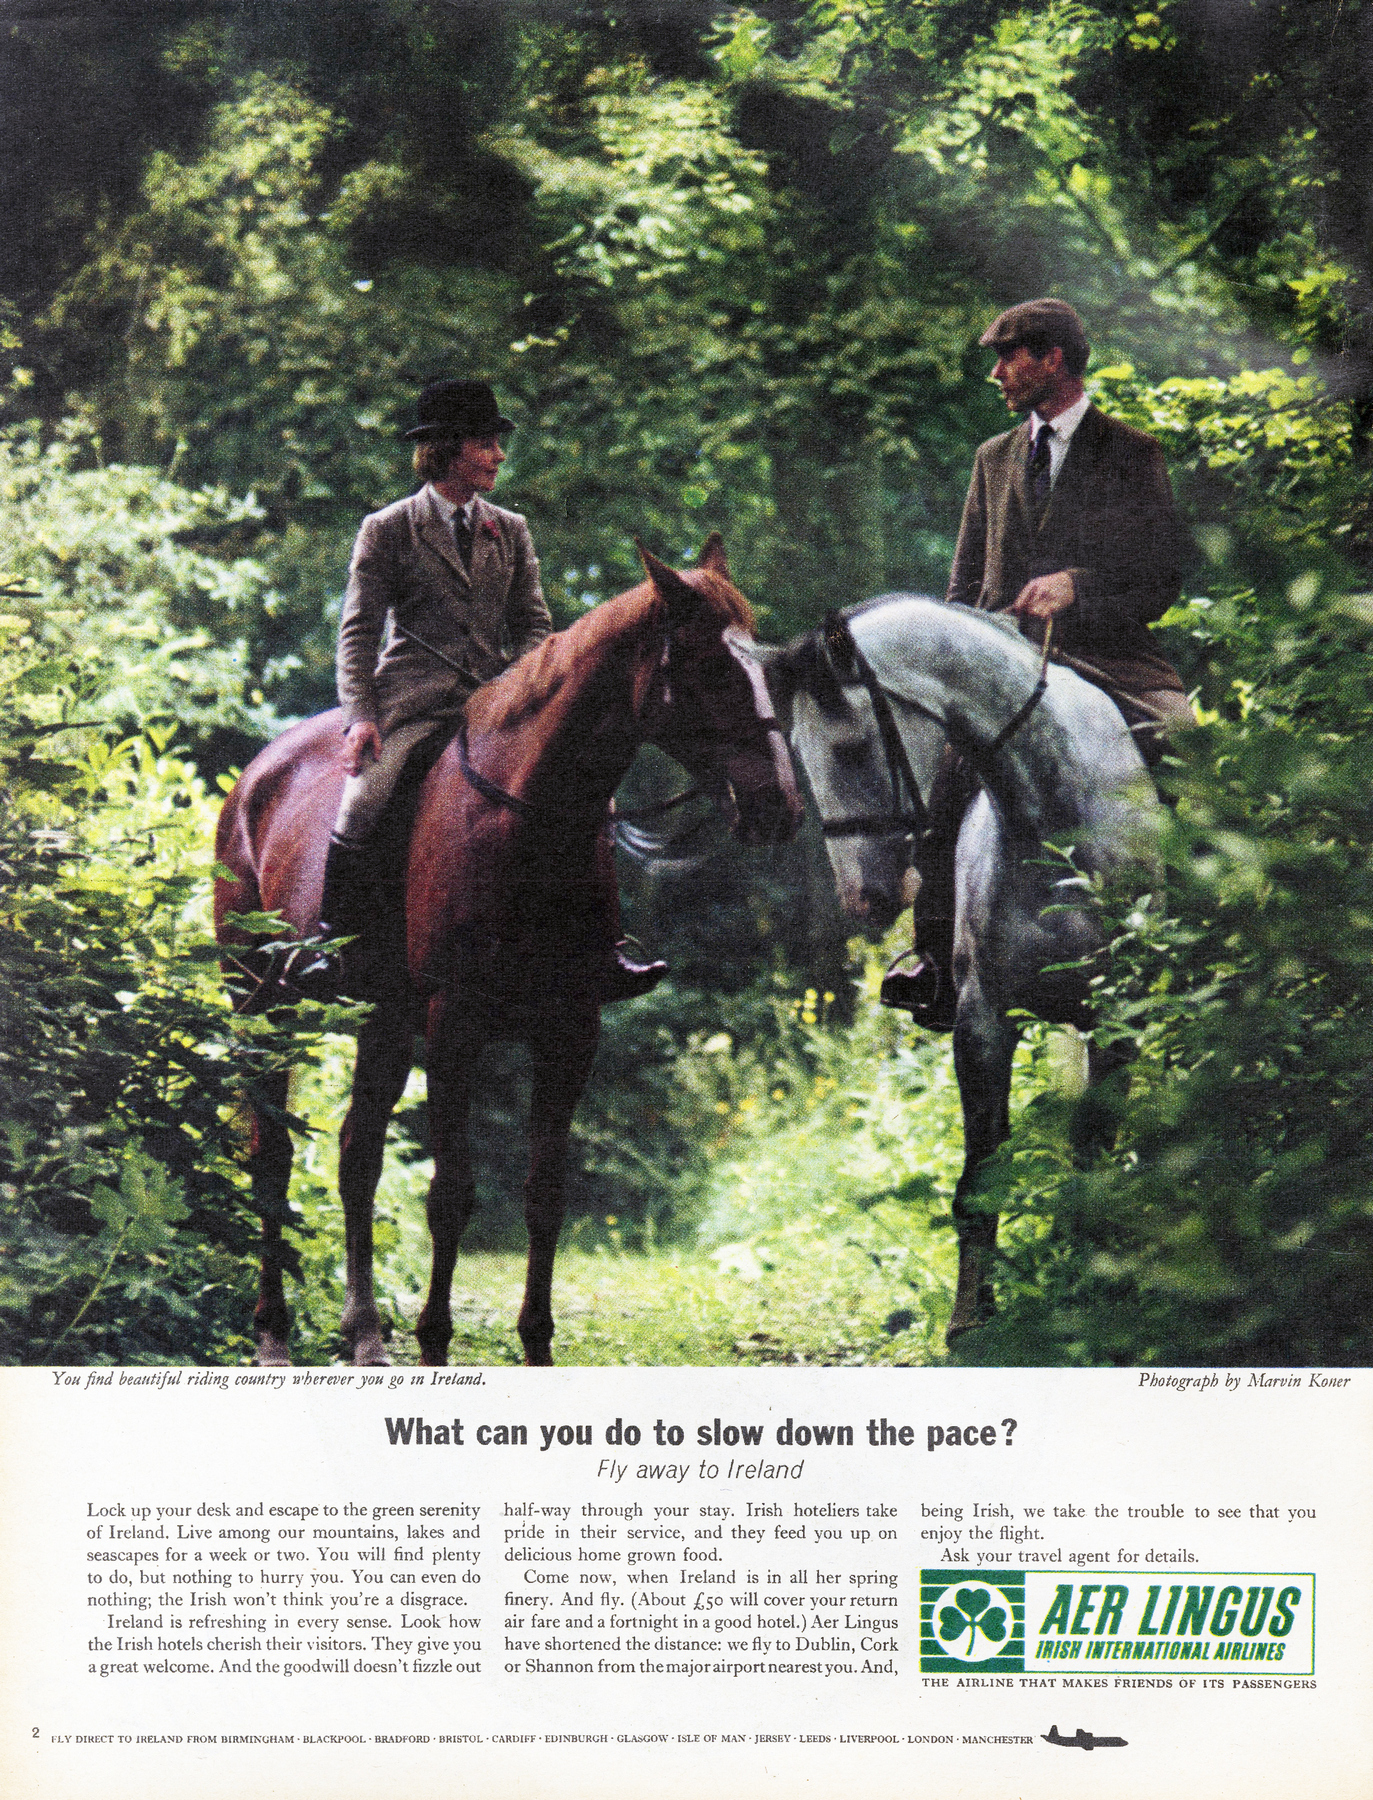 You find beautiful riding country wherever you go in Ireland.
Photograph by Marvin Koner
What can you do to slow down the pace?
Fly away to Ireland
Lock up your desk and escape to the green serenity
of Ireland. Live among our mountains, lakes and
seascapes for a week or two. You will find plenty
to do, but nothing to hurry you. You can even do
nothing; the Irish won't think you're a disgrace.
Ireland is refreshing in every sense. Look how
the Irish hotels cherish their visitors. They give you
a great welcome. And the goodwill doesn't fizzle out
half-way through your stay. Irish hoteliers take
pride in their service, and they feed you up on
delicious home grown food.
Come now, when Ireland is in all her spring
finery. And fly. (About £50 will cover your return
air fare and a fortnight in a good hotel.) Aer Lingus
have shortened the distance: we fly to Dublin, Cork
or Shannon from the major airport nearest you. And,
being Irish, we take the trouble to see that you
enjoy the flight.
Ask your travel agent for details.
AER LINGUS
IRISH INTERNATIONAL AIRLINES
THE AIRLINE THAT MAKES FRIENDS OF ITS PASSENGERS
2
FLY DIRECT TO IRELAND FROM BIRMINGHAM · BLACKPOOL · BRADFORD · BRISTOL · CARDIFF · EDINBURGH · GLASGOW · ISLE OF MAN · JERSEY · LEEDS · LIVERPOOL · LONDON · MANCHESTER